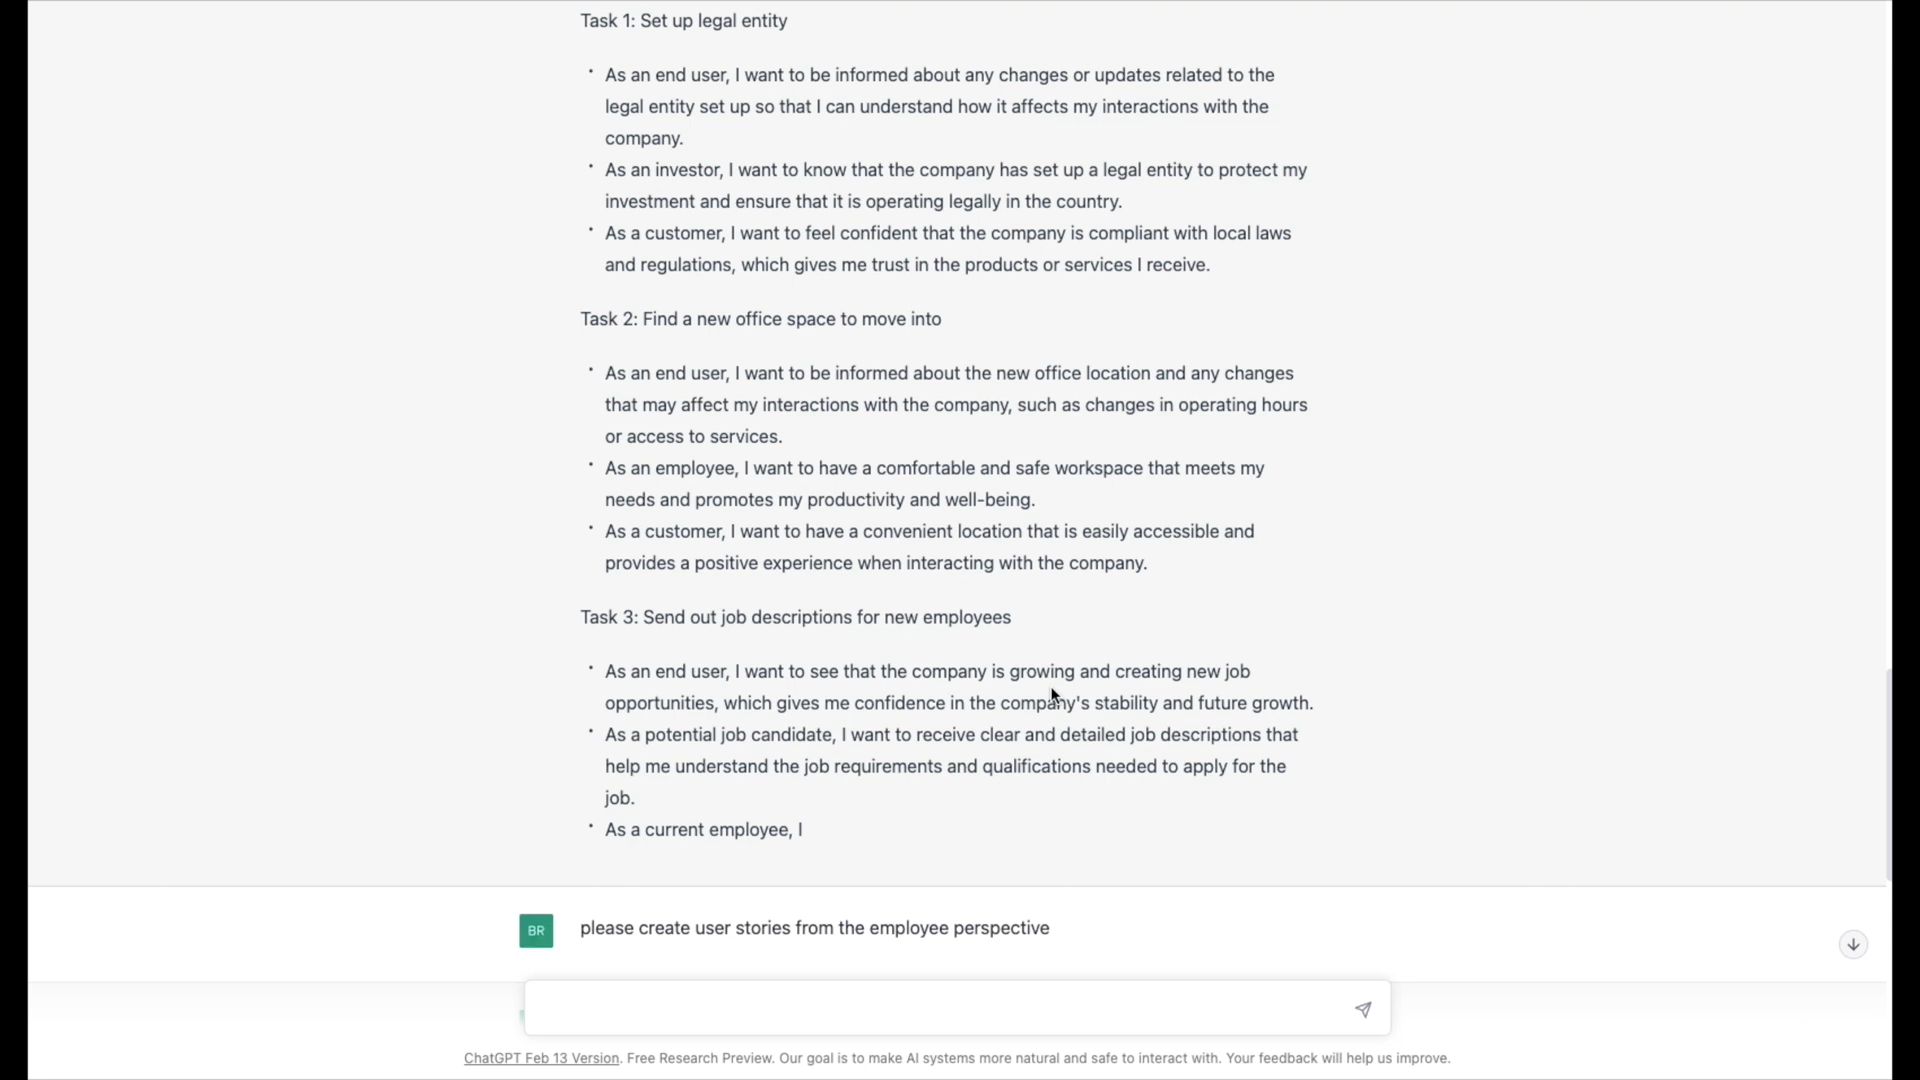 Task 1: Set up legal entity
As an end user, I want to be informed about any changes or updates related to the
legal entity set up so that I can understand how it affects my interactions with the
company.
As an investor, I want to know that the company has set up a legal entity to protect my
investment and ensure that it is operating legally in the country.
As a customer, I want to feel confident that the company is compliant with local laws
and regulations, which gives me trust in the products or services I receive.
Task 2: Find a new office space to move into
As an end user, I want to be informed about the new office location and any changes
that may affect my interactions with the company, such as changes in operating hours
or access to services.
As an employee, I want to have a comfortable and safe workspace that meets my
needs and promotes my productivity and well-being.
As a customer, I want to have a convenient location that is easily accessible and
provides a positive experience when interacting with the company.
Task 3: Send out job descriptions for new employees
As an end user, I want to see that the company is growing and creating new job
opportunities, which gives me confidence in the company's stability and future growth.
As a potential job candidate, I want to receive clear and detailed job descriptions that
help me understand the job requirements and qualifications needed to apply for the
job.
As a current employee, I
BR please create user stories from the employee perspective
ChatGPT Feb 13 Version. Free Research Preview. Our goal is to make AI systems more natural and safe to interact with. Your feedback will help us improve.